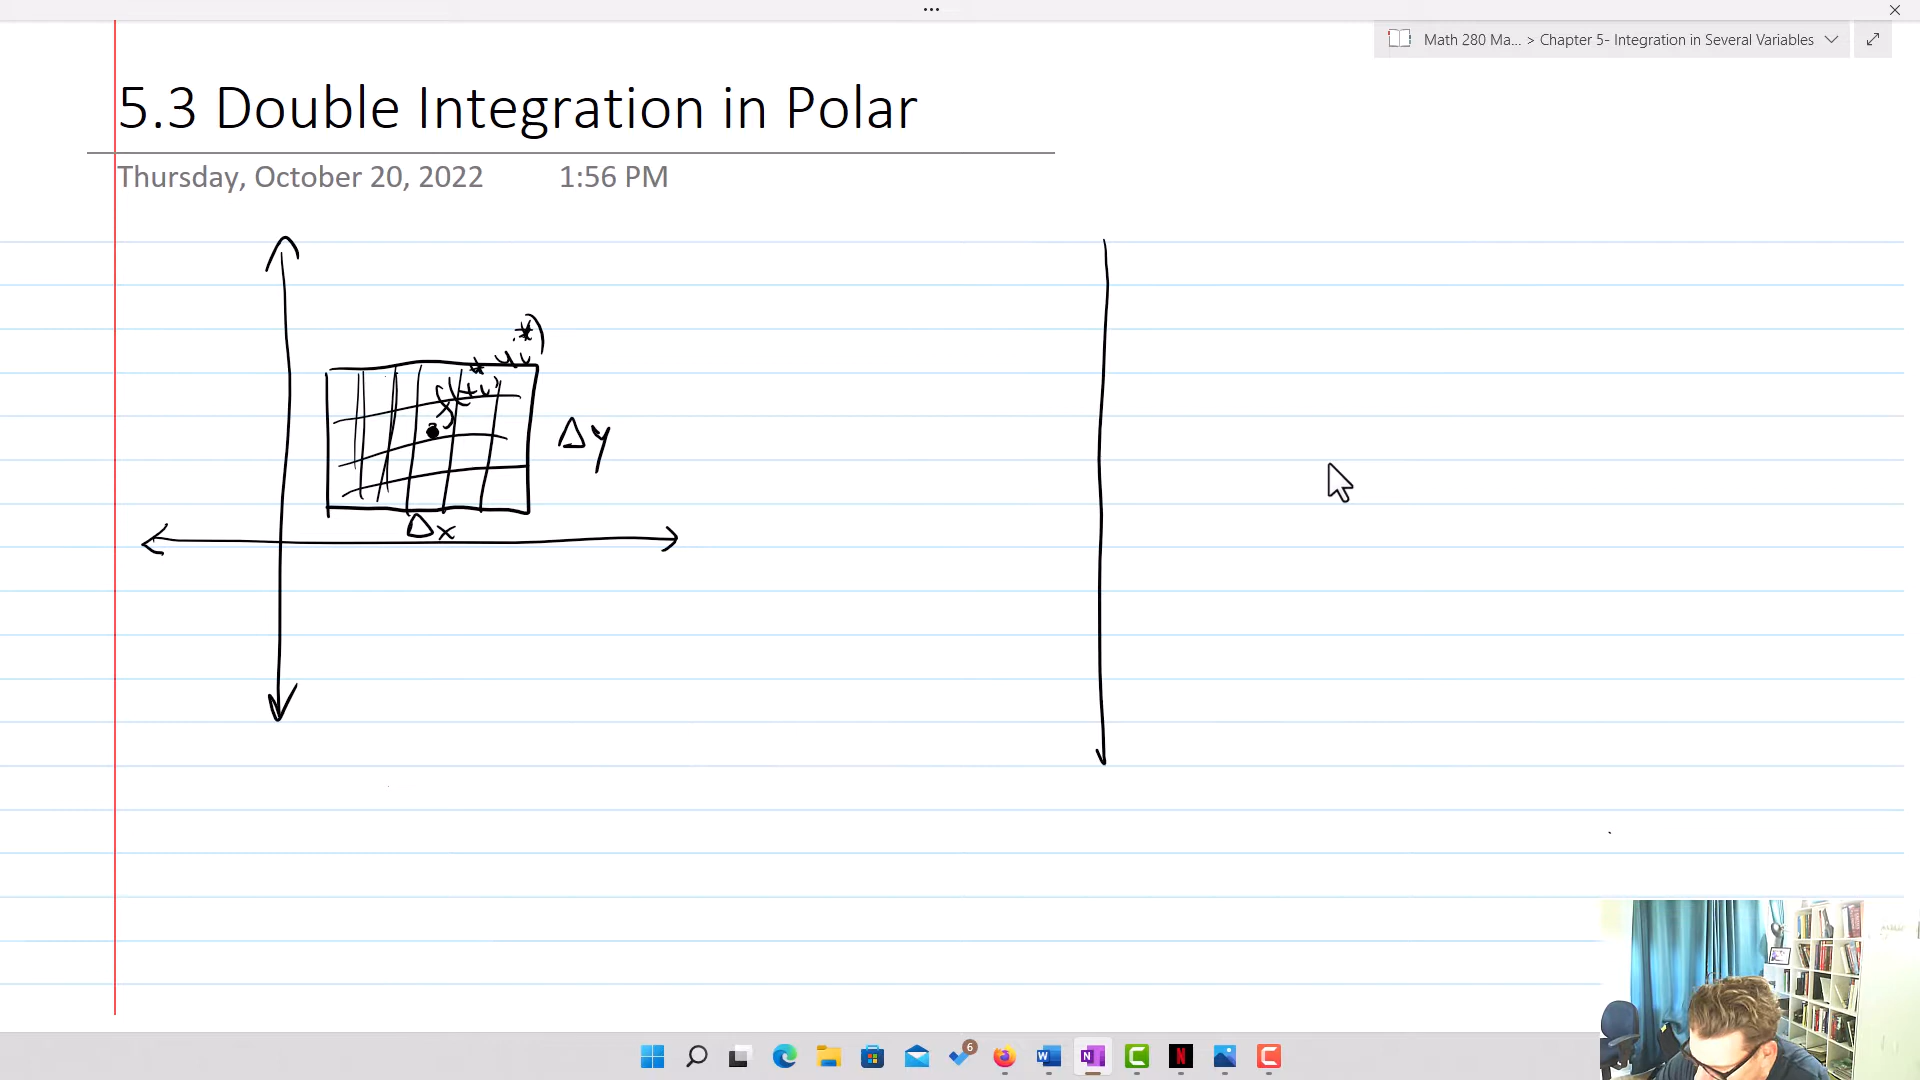 Math 280 Ma... > Chapter 5- Integration in Several Variables
5.3 Double Integration in Polar
Thursday, October 20, 2022 1:56 PM
Δy
Δx
6